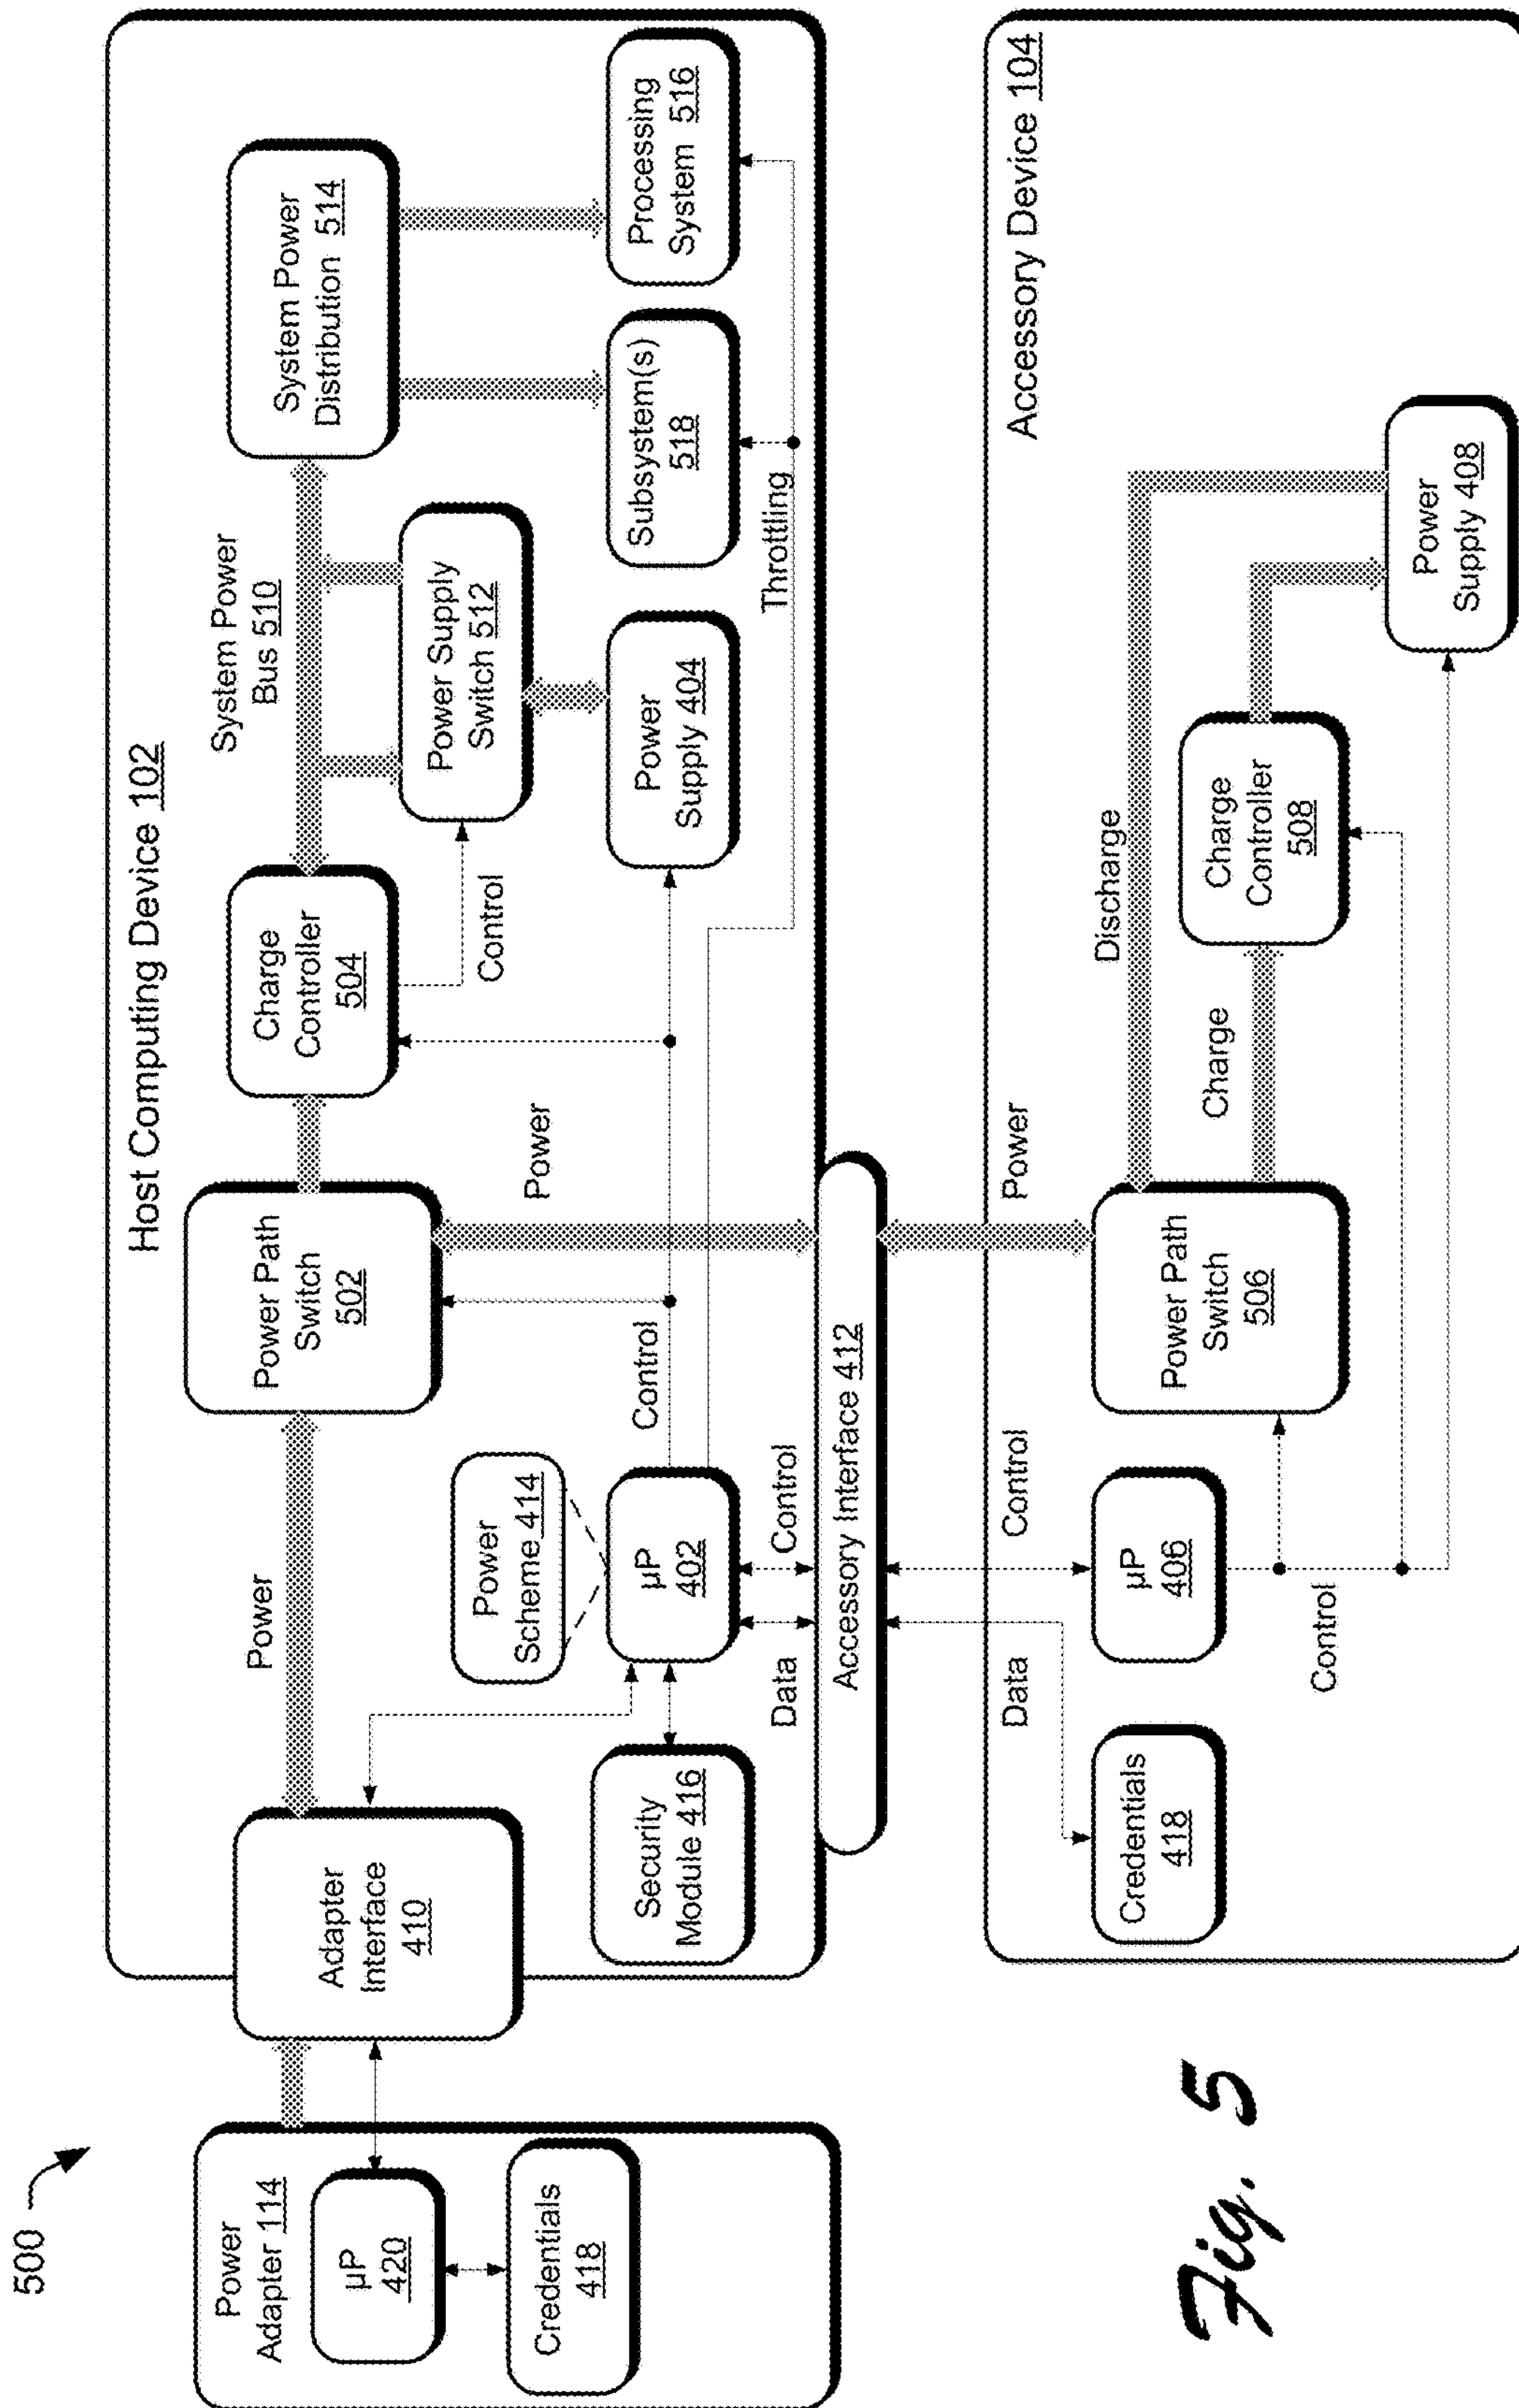 500
Power
Adapter 114
µP
420
Credentials
418
Host Computing Device 102
Adapter
Interface
410
Power
Power Path
Switch
502
Charge
Controller
504
System Power
Bus 510
System Power
Distribution 514
Power Supply
Switch 512
Control
Power
Scheme 414
µP
402
Control
Power
Power
Supply 404
Subsystem(s)
518
Processing
System 516
Throttling
Security
Module 416
Data
Control
Accessory Interface 412
Accessory Device 104
Data
Control
Power
Credentials
418
µP
406
Control
Power Path
Switch
506
Discharge
Charge
Charge
Controller
508
Power
Supply 408
Fig. 5